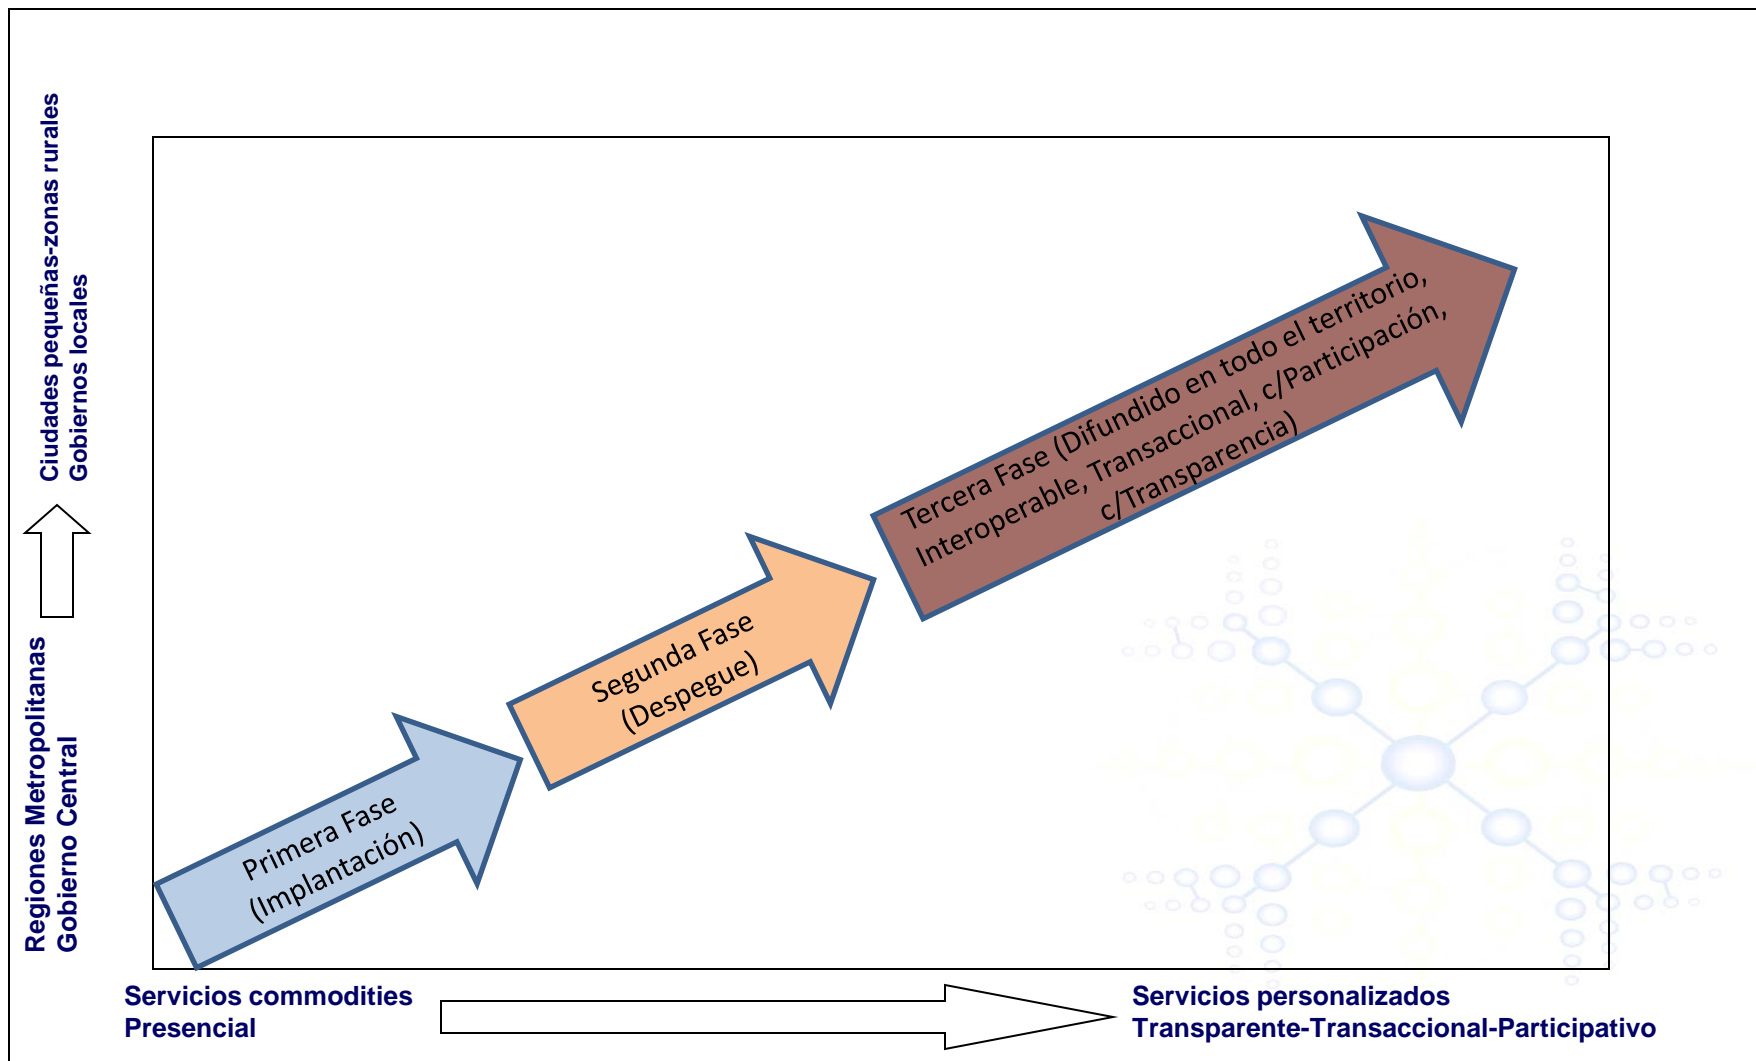 Ciudades pequeñas-zonas rurales
Gobiernos locales
Regiones Metropolitanas
Gobierno Central
Primera Fase
(Implantación)
Segunda Fase
(Despegue)
Tercera Fase (Difundido en todo el territorio,
Interoperable, Transaccional, c/Participación,
c/Transparencia)
Servicios commodities
Presencial
Servicios personalizados
Transparente-Transaccional-Participativo